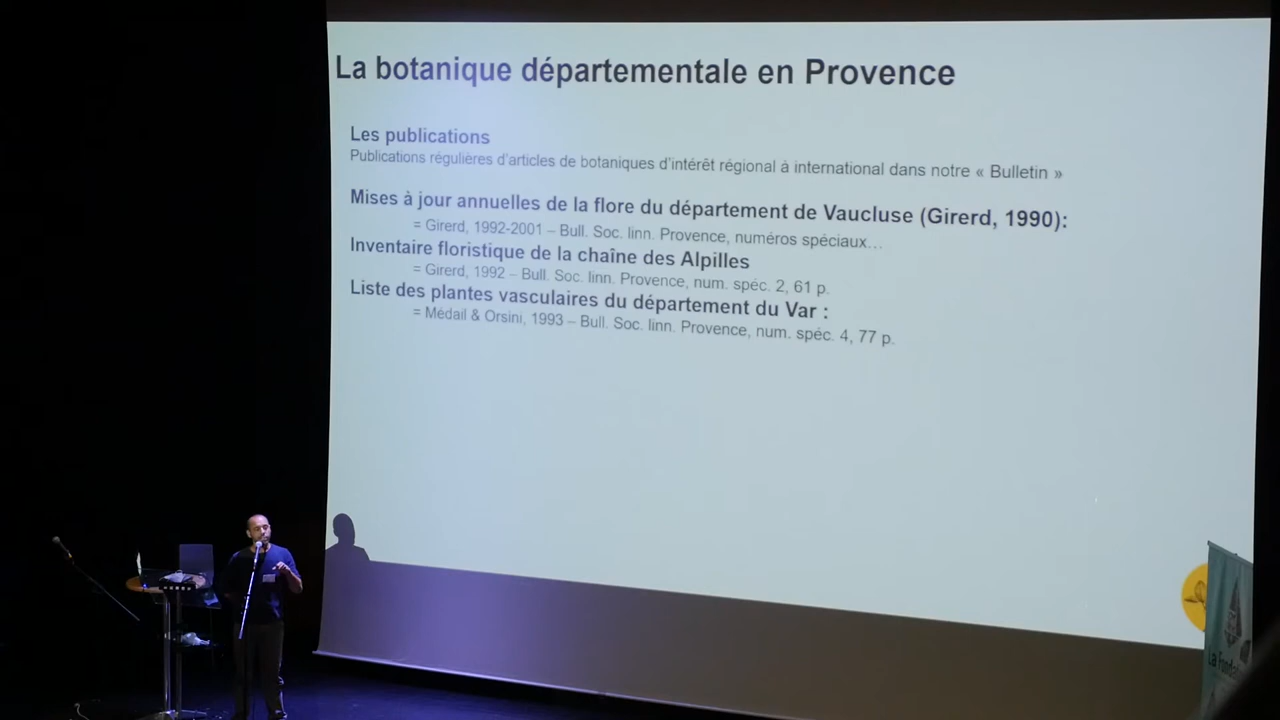 La botanique départementale en Provence
Les publications
Publications régulières d'articles de botaniques d'intérêt régional à international dans notre « Bulletin »
Mises à jour annuelles de la flore du département de Vaucluse (Girerd, 1990):
= Girerd, 1992-2001 – Bull. Soc. linn. Provence, numéros spéciaux…
Inventaire floristique de la chaîne des Alpilles
= Girerd, 1992 – Bull. Soc. linn. Provence, num. spéc. 2, 61 p.
Liste des plantes vasculaires du département du Var :
= Médail & Orsini, 1993 – Bull. Soc. linn. Provence, num. spéc. 4, 77 p.
La